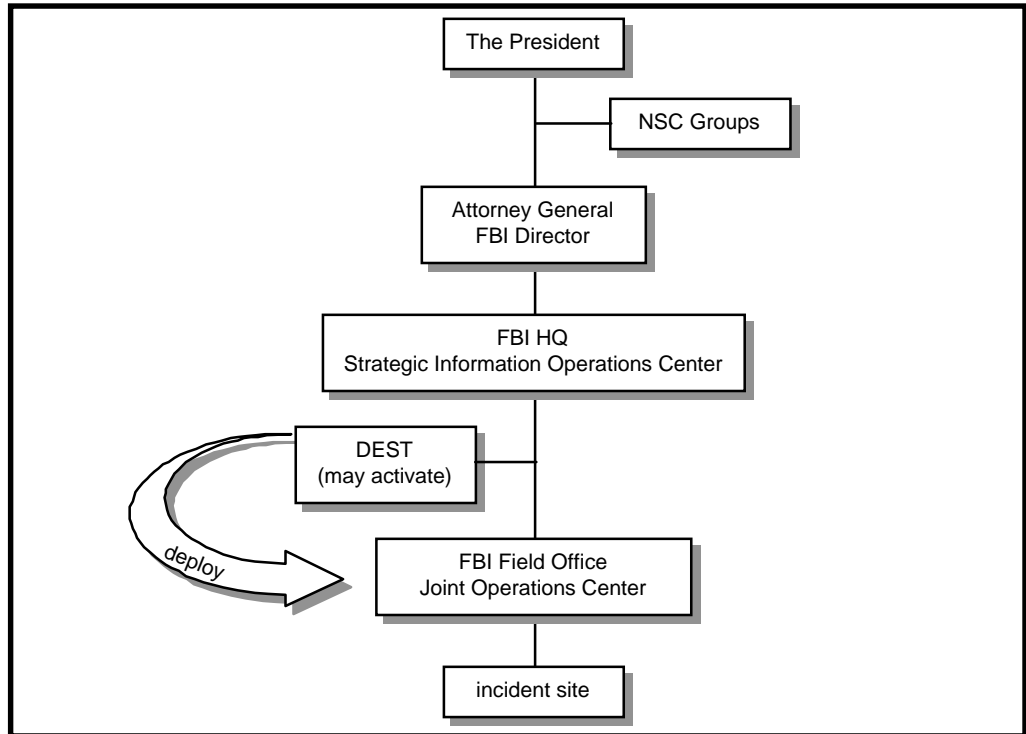 The President
NSC Groups
Attorney General
FBI Director
FBI HQ
Strategic Information Operations Center
DEST
(may activate)
deploy
FBI Field Office
Joint Operations Center
incident site